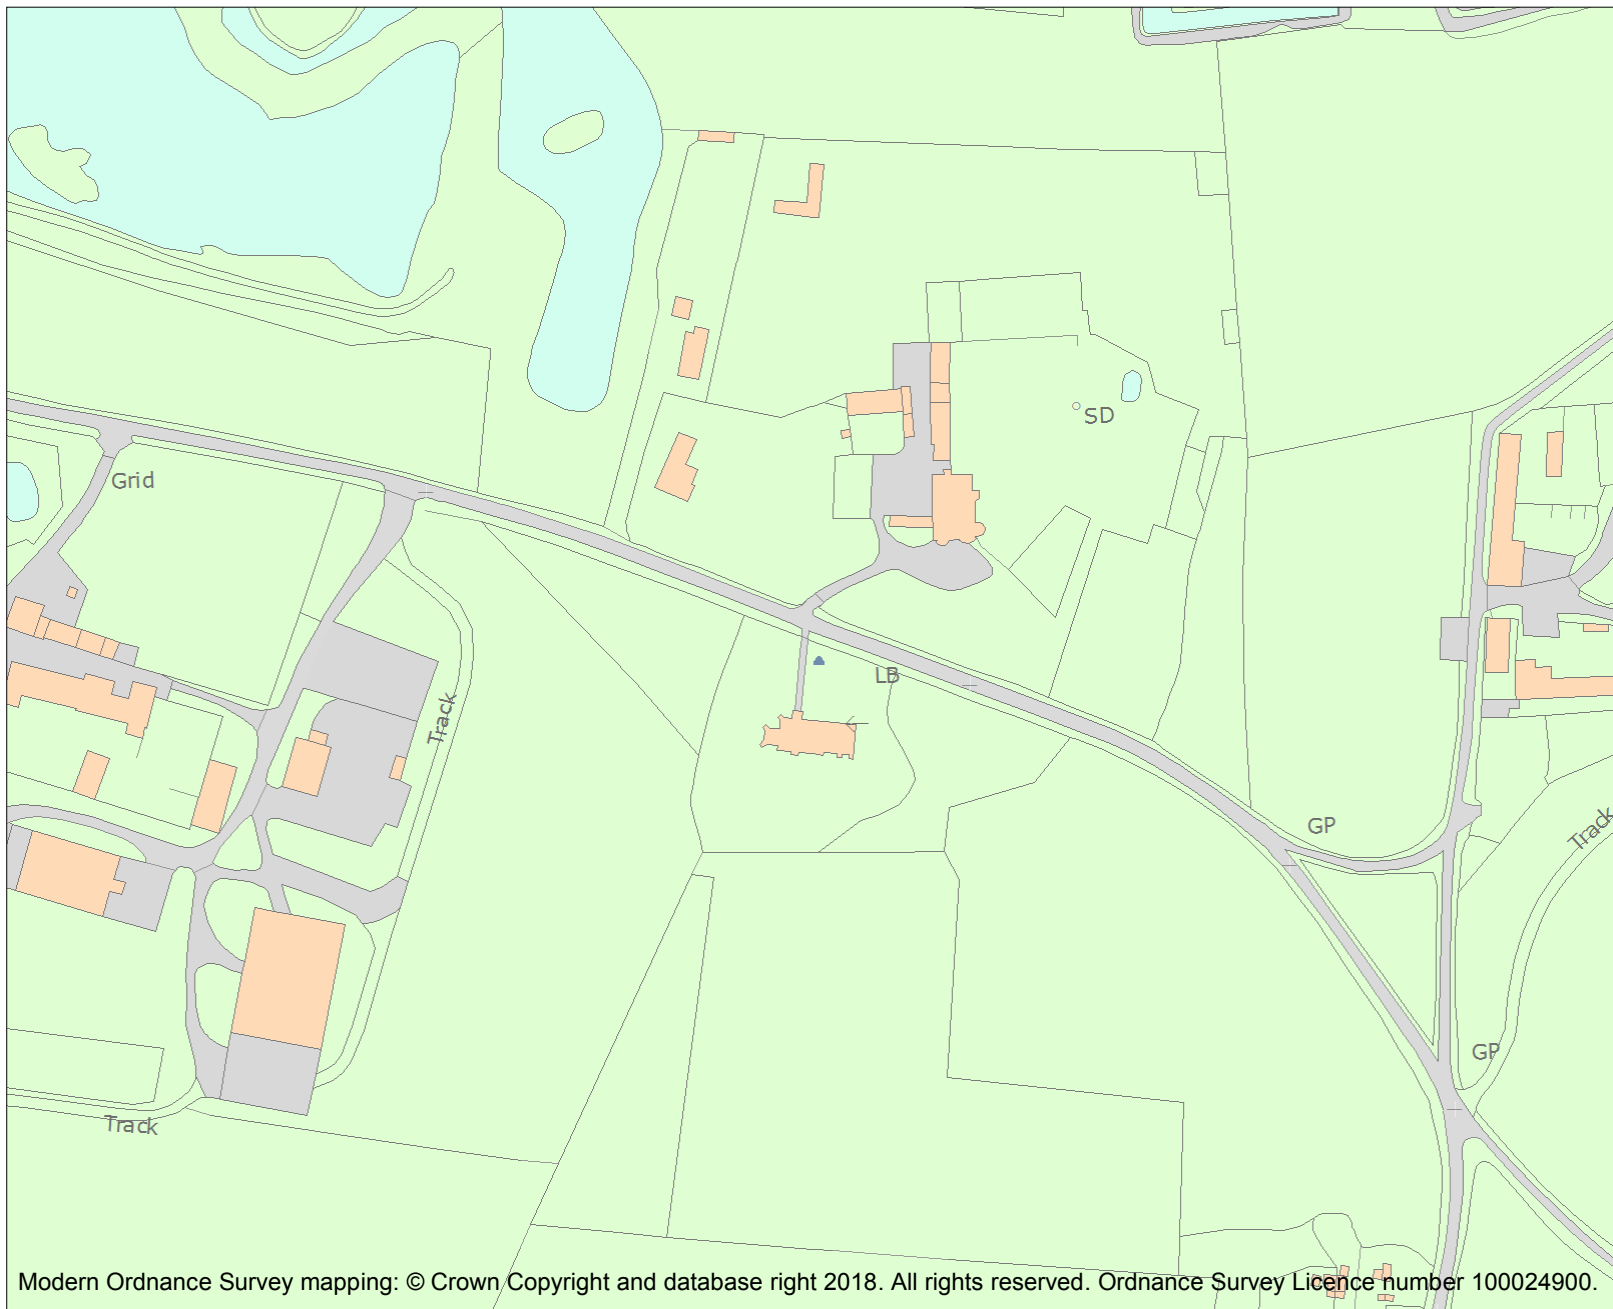 SD
Grid
LB
Track
GP
Track
GP
Track
Modern Ordnance Survey mapping: © Crown Copyright and database right 2018. All rights reserved. Ordnance Survey Licence number 100024900.